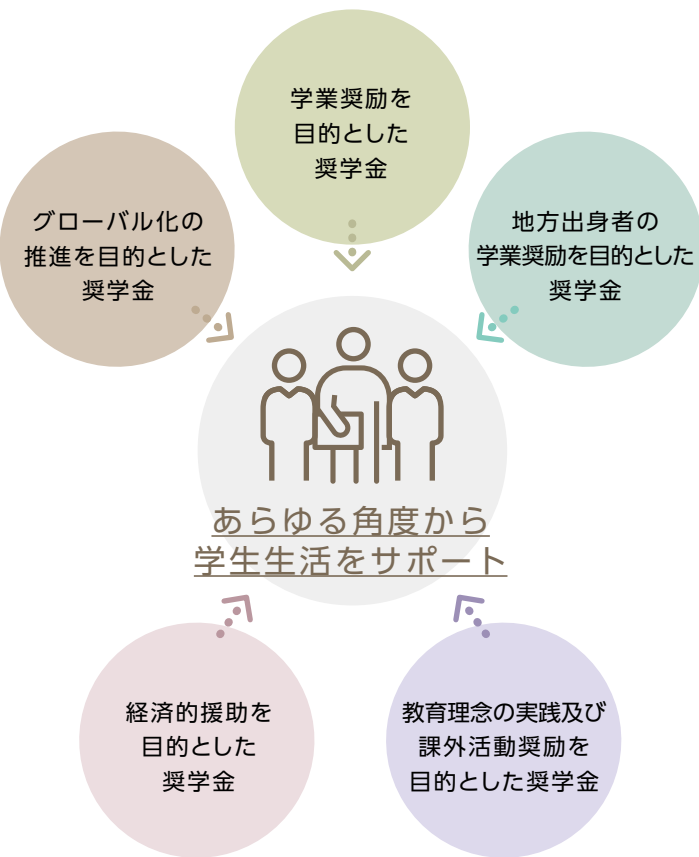 学業奨励を
目的とした
奨学金
グローバル化の
推進を目的とした
奨学金
地方出身者の
学業奨励を目的とした
奨学金
あらゆる角度から
学生生活をサポート
経済的援助を
目的とした
奨学金
教育理念の実践及び
課外活動奨励を
目的とした奨学金